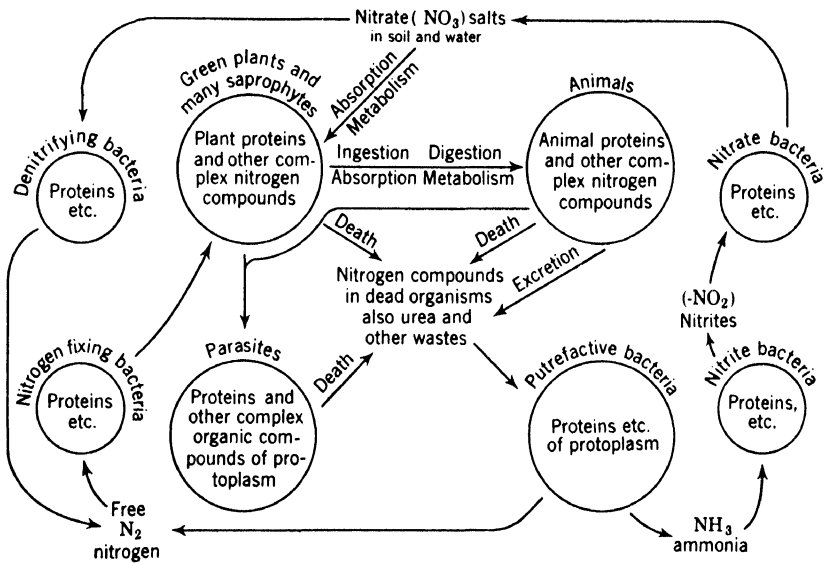 Nitrate (NO3) salts
in soil and water
Green plants and
many saprophytes
Absorption
Metabolism
Animals
Denitrifying bacteria
Proteins
etc.
Plant proteins
and other com-
plex nitrogen
compounds
Ingestion Digestion
Absorption Metabolism
Animal proteins
and other com-
plex nitrogen
compounds
Nitrate bacteria
Proteins
etc.
Death
Death
Excretion
Nitrogen compounds
in dead organisms
also urea and
other wastes
(-NO2)
Nitrites
Nitrogen fixing bacteria
Proteins
etc.
Parasites
Proteins and
other complex
organic com-
pounds of pro-
toplasm
Death
Putrefactive bacteria
Proteins etc.
of protoplasm
Nitrite bacteria
Proteins,
etc.
Free
N2
nitrogen
NH3
ammonia